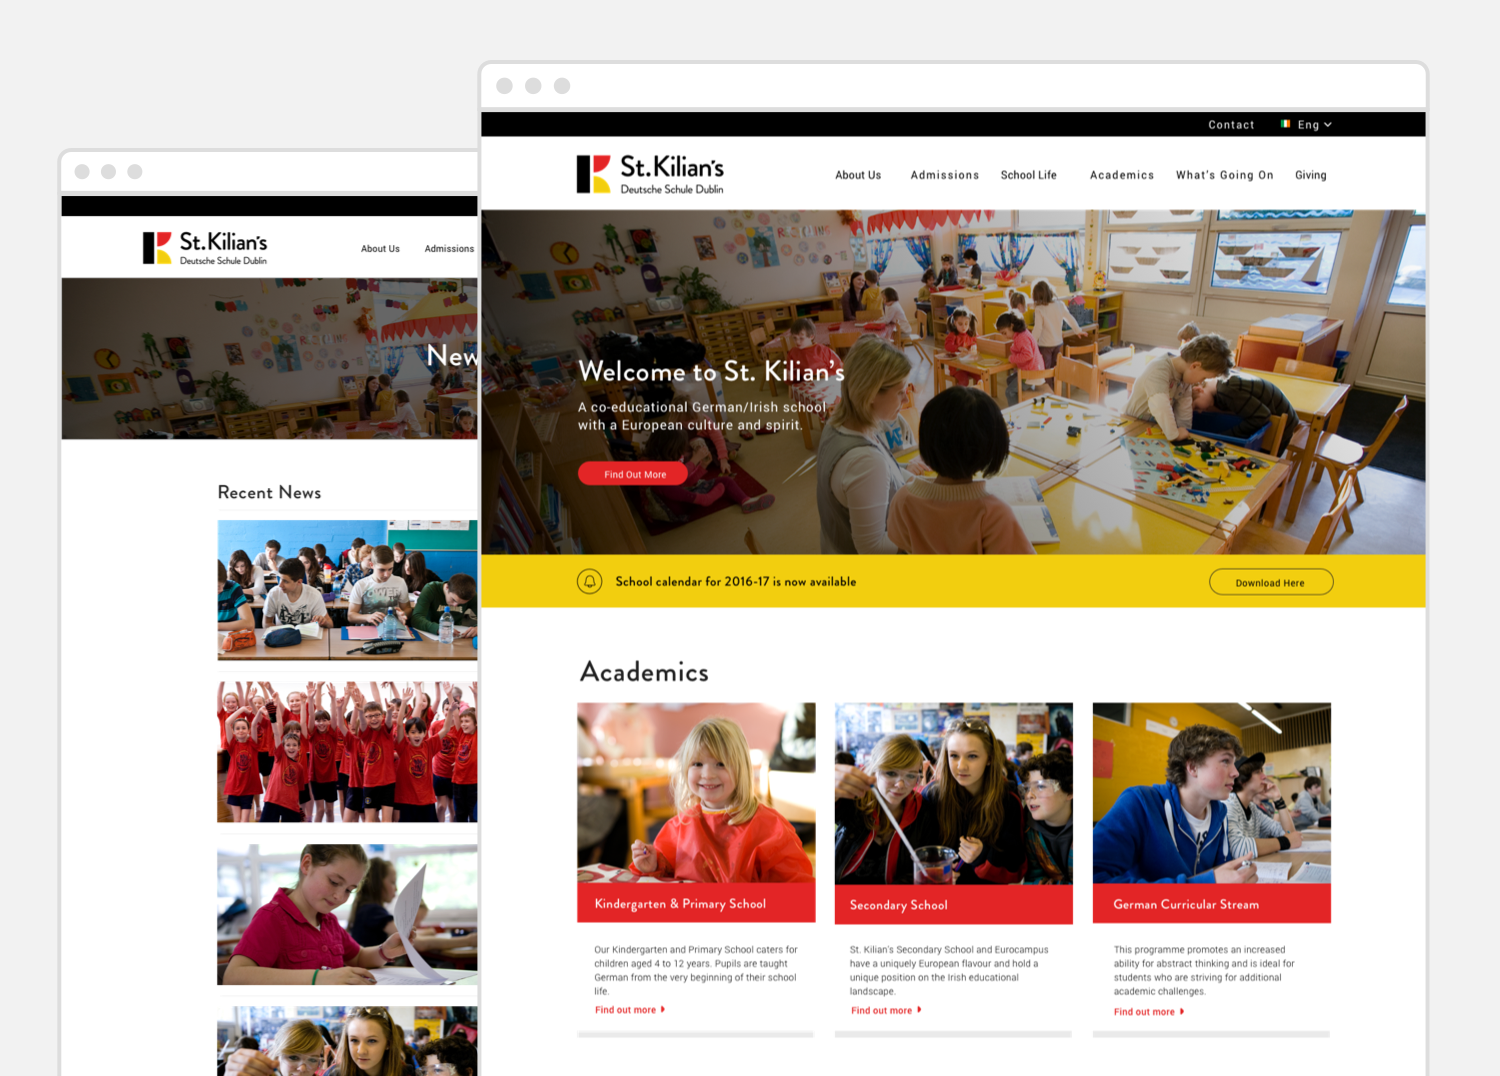 Contact
Eng
St.Kilian's
Deutsche Schule Dublin
About Us
Admissions
School Life
Academics
What's Going On
Giving
Welcome to St. Kilian's
A co-educational German/Irish school
with a European culture and spirit.
Find Out More
School calendar for 2016-17 is now available
Download Here
Academics
Kindergarten & Primary School
Our Kindergarten and Primary School caters for
children aged 4 to 12 years. Pupils are taught
German from the very beginning of their school
life.
Find out more
Secondary School
St. Kilian's Secondary School and Eurocampus
have a uniquely European flavour and hold a
unique position on the Irish educational
landscape.
Find out more
German Curricular Stream
This programme promotes an increased
ability for abstract thinking and is ideal for
students who are striving for additional
academic challenges.
Find out more
St.Kilian's
Deutsche Schule Dublin
About Us
Admissions
New
Recent News